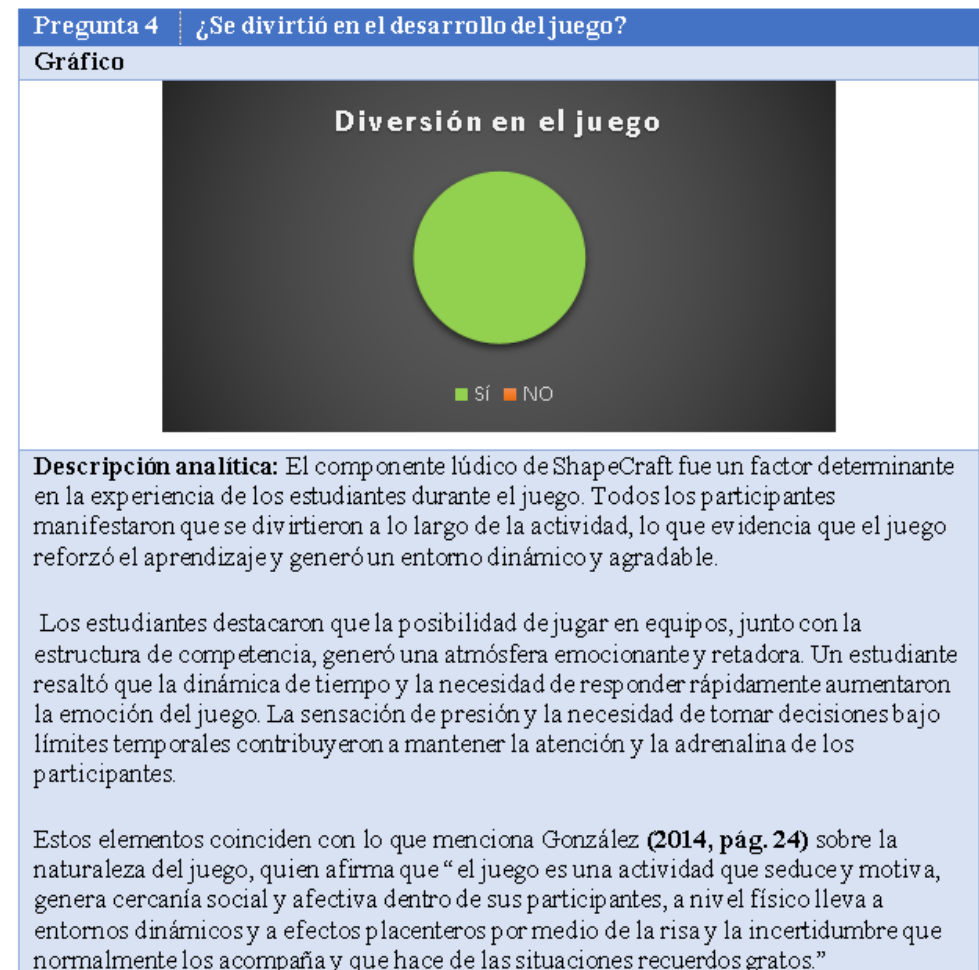 Pregunta 4 ¿Se divirtió en el desarrollo del juego?
Gráfico
Diversión en el juego
Sí NO
Descripción analítica: El componente lúdico de ShapeCraft fue un factor determinante
en la experiencia de los estudiantes durante el juego. Todos los participantes
manifestaron que se divirtieron a lo largo de la actividad, lo que evidencia que el juego
reforzó el aprendizaje y generó un entorno dinámico y agradable.
Los estudiantes destacaron que la posibilidad de jugar en equipos, junto con la
estructura de competencia, generó una atmósfera emocionante y retadora. Un estudiante
resaltó que la dinámica de tiempo y la necesidad de responder rápidamente aumentaron
la emoción del juego. La sensación de presión y la necesidad de tomar decisiones bajo
límites temporales contribuyeron a mantener la atención y la adrenalina de los
participantes.
Estos elementos coinciden con lo que menciona González (2014, pág. 24) sobre la
naturaleza del juego, quien afirma que “el juego es una actividad que seduce y motiva,
genera cercanía social y afectiva dentro de sus participantes, a nivel físico lleva a
entornos dinámicos y a efectos placenteros por medio de la risa y la incertidumbre que
normalmente los acompaña y que hace de las situaciones recuerdos gratos.”